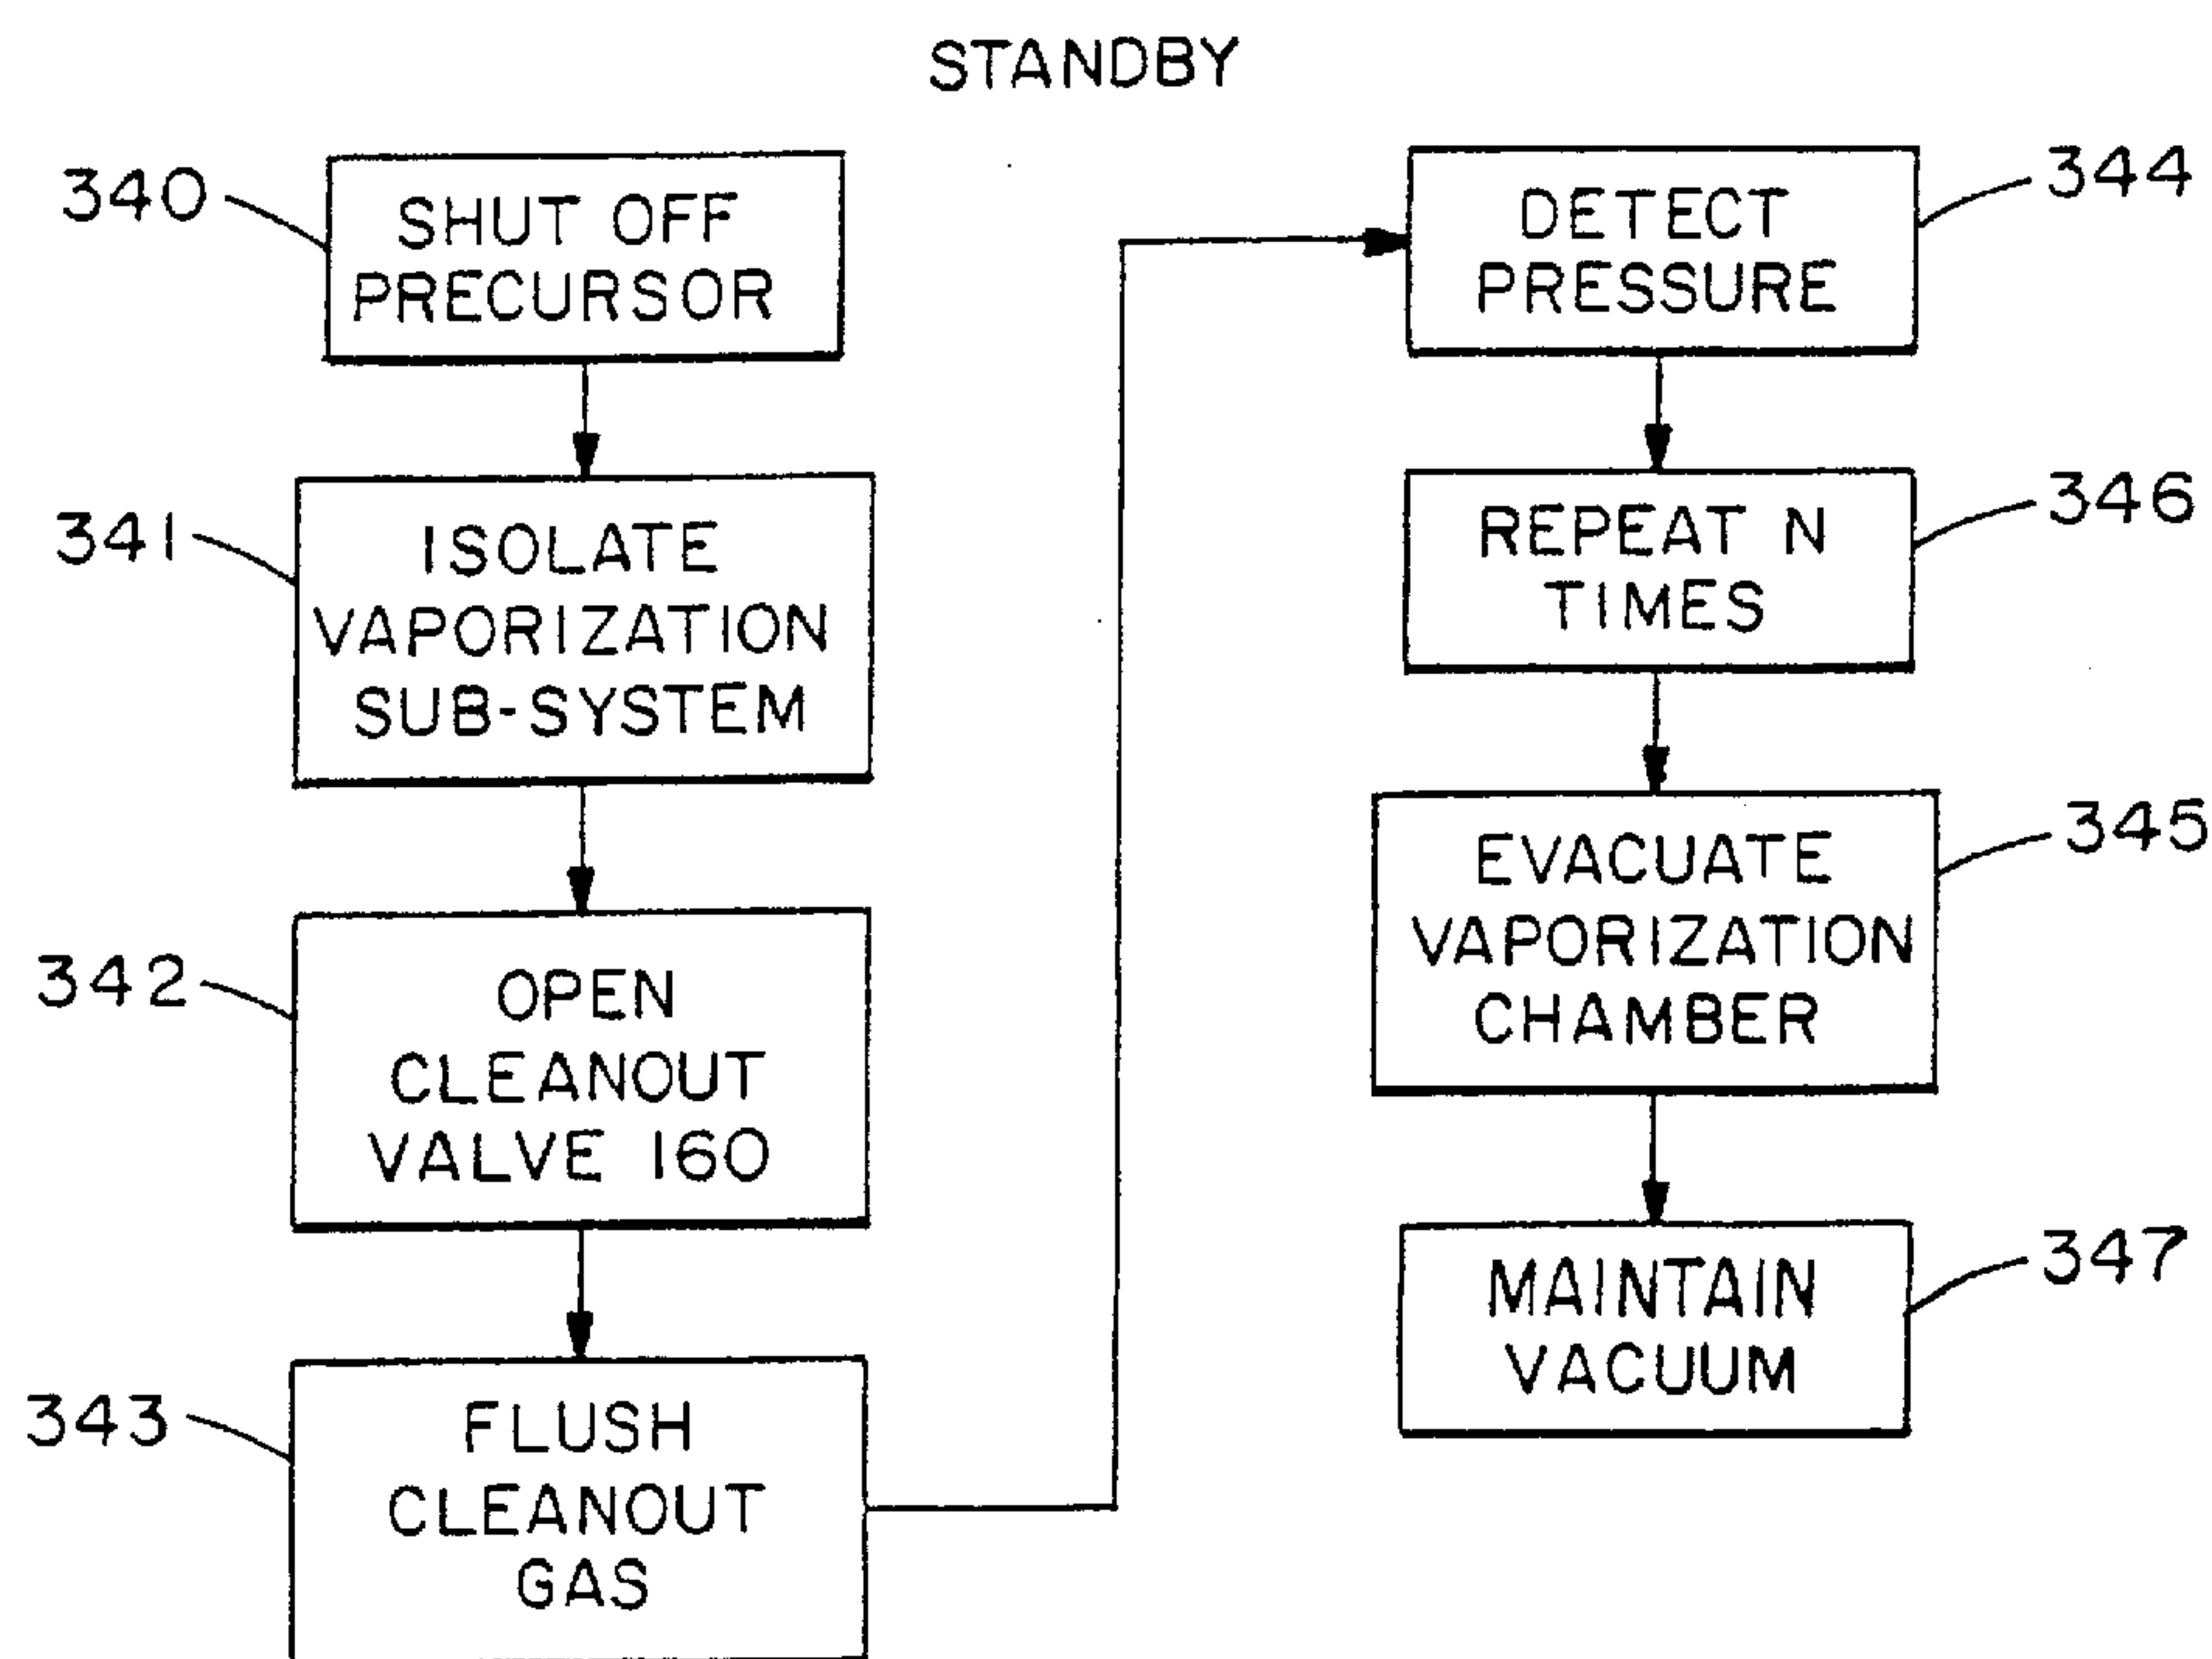 STANDBY
340
SHUT OFF
PRECURSOR
341
ISOLATE
VAPORIZATION
SUB-SYSTEM
342
OPEN
CLEANOUT
VALVE 160
343
FLUSH
CLEANOUT
GAS
344
DETECT
PRESSURE
346
REPEAT N
TIMES
345
EVACUATE
VAPORIZATION
CHAMBER
347
MAINTAIN
VACUUM